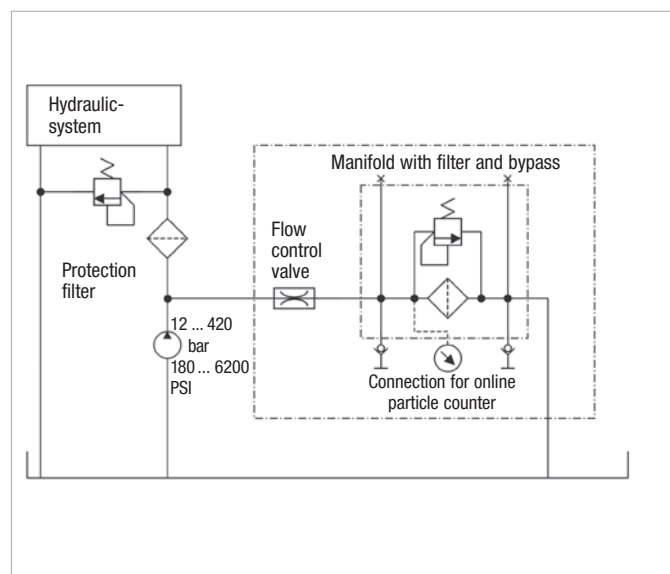 Hydraulic-
system
Manifold with filter and bypass
Flow
control
valve
Protection
filter
12 ... 420
bar
180 ... 6200
PSI
Connection for online
particle counter